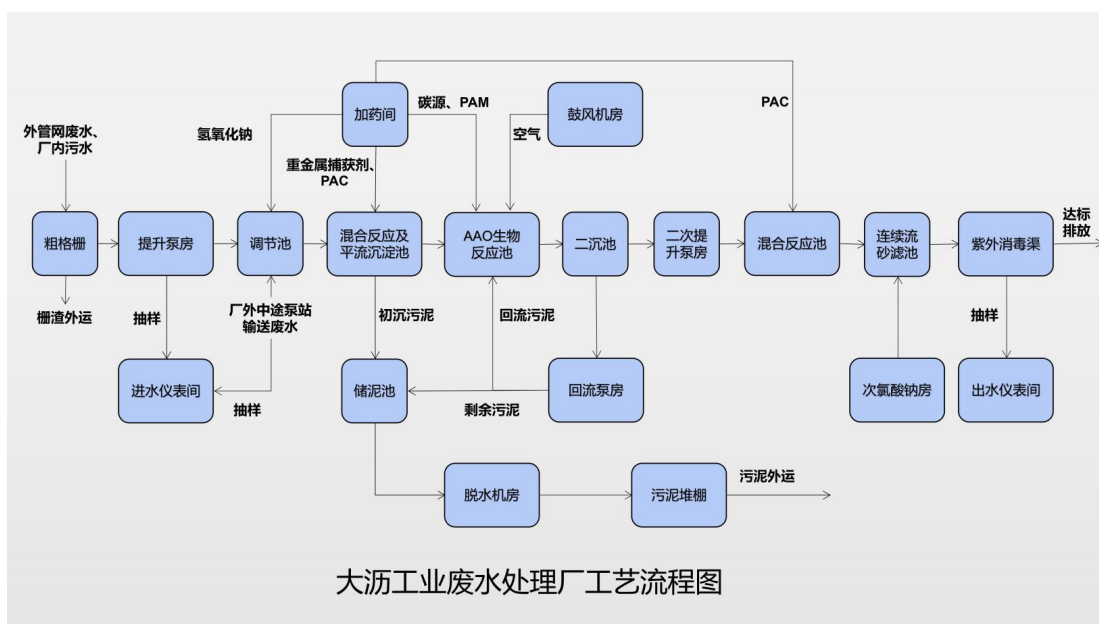 加药间
碳源、PAM
鼓风机房
PAC
外管网废水、
厂内污水
氢氧化钠
空气
重金属捕获剂、
PAC
粗格栅
提升泵房
调节池
混合反应及
平流沉淀池
AAO生物
反应池
二沉池
二次提
升泵房
混合反应池
连续流
砂滤池
紫外消毒渠
达标
排放
栅渣外运
抽样
厂外中途泵站
输送废水
初沉污泥
回流污泥
抽样
进水仪表间
抽样
储泥池
剩余污泥
回流泵房
次氯酸钠房
出水仪表间
脱水机房
污泥堆棚
污泥外运
大沥工业废水处理厂工艺流程图